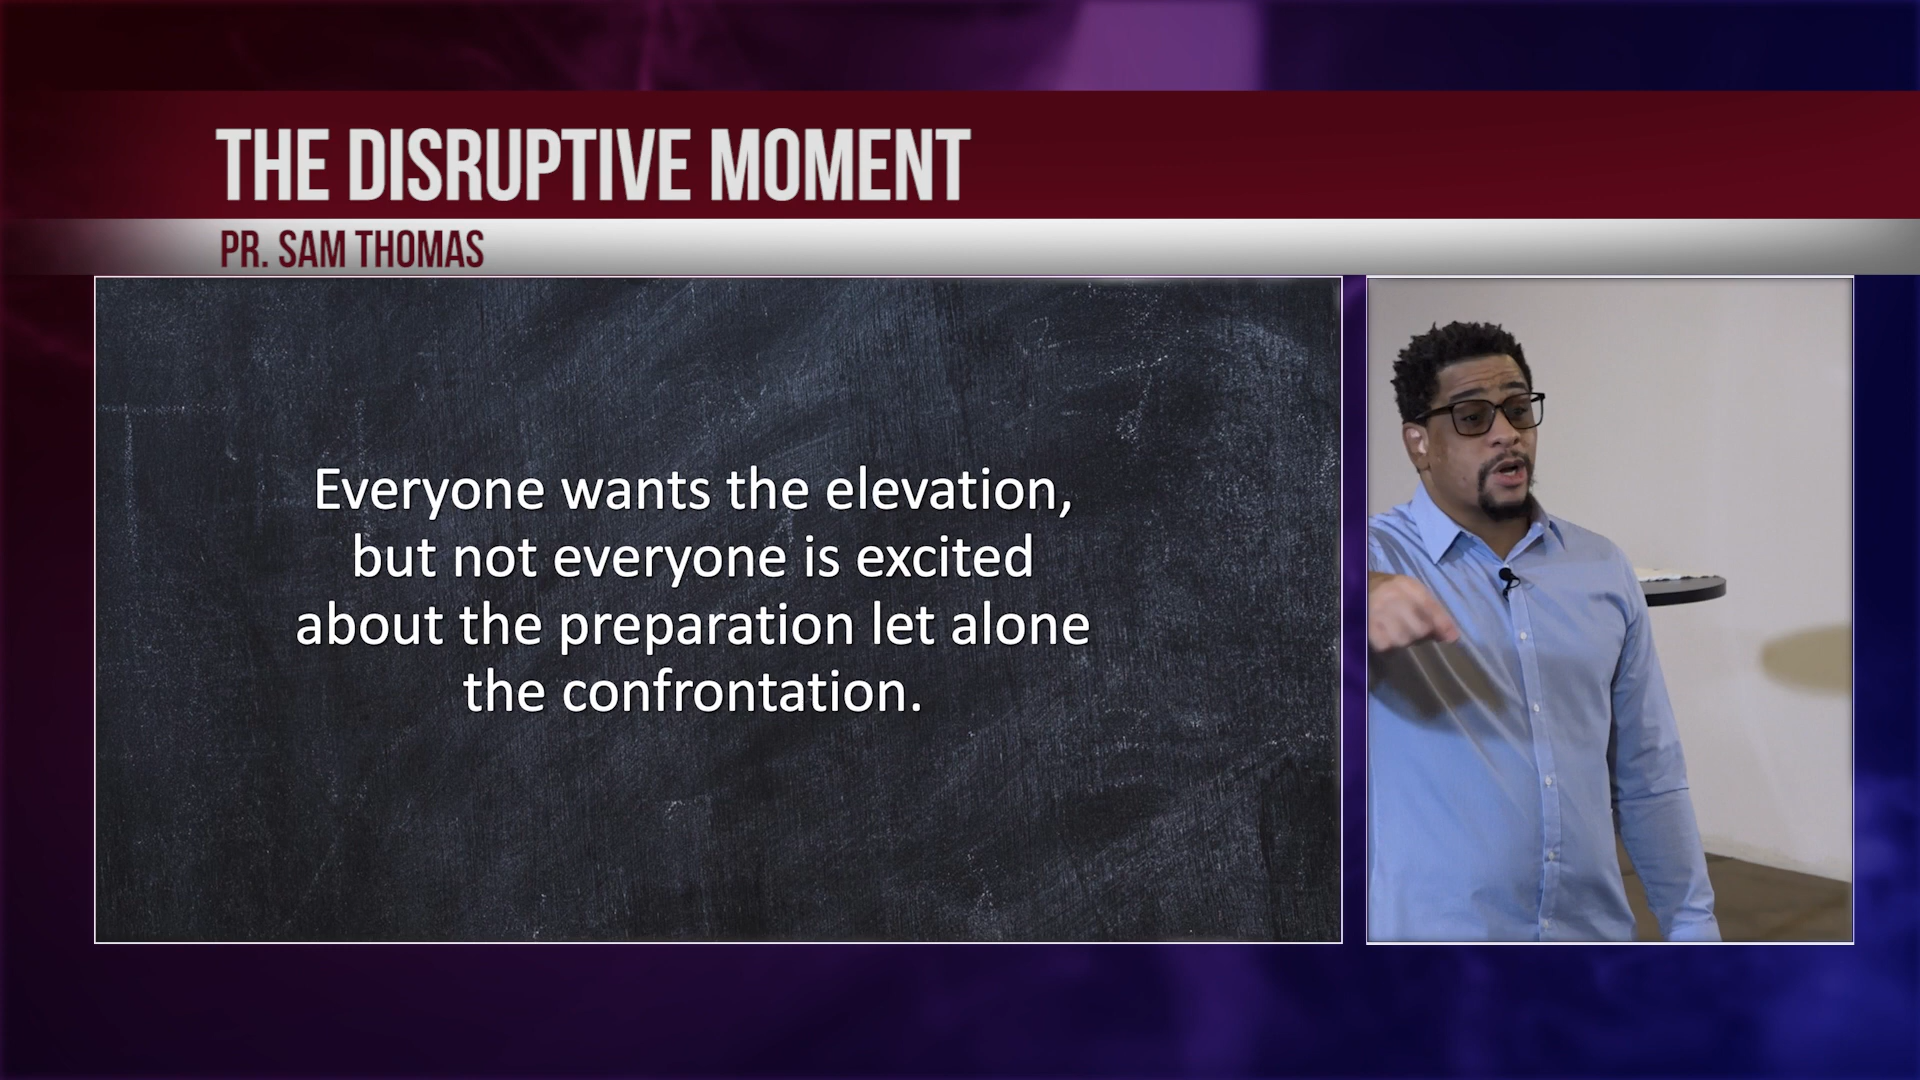 THE DISRUPTIVE MOMENT
PR. SAM THOMAS
Everyone wants the elevation,
but not everyone is excited
about the preparation let alone
the confrontation.